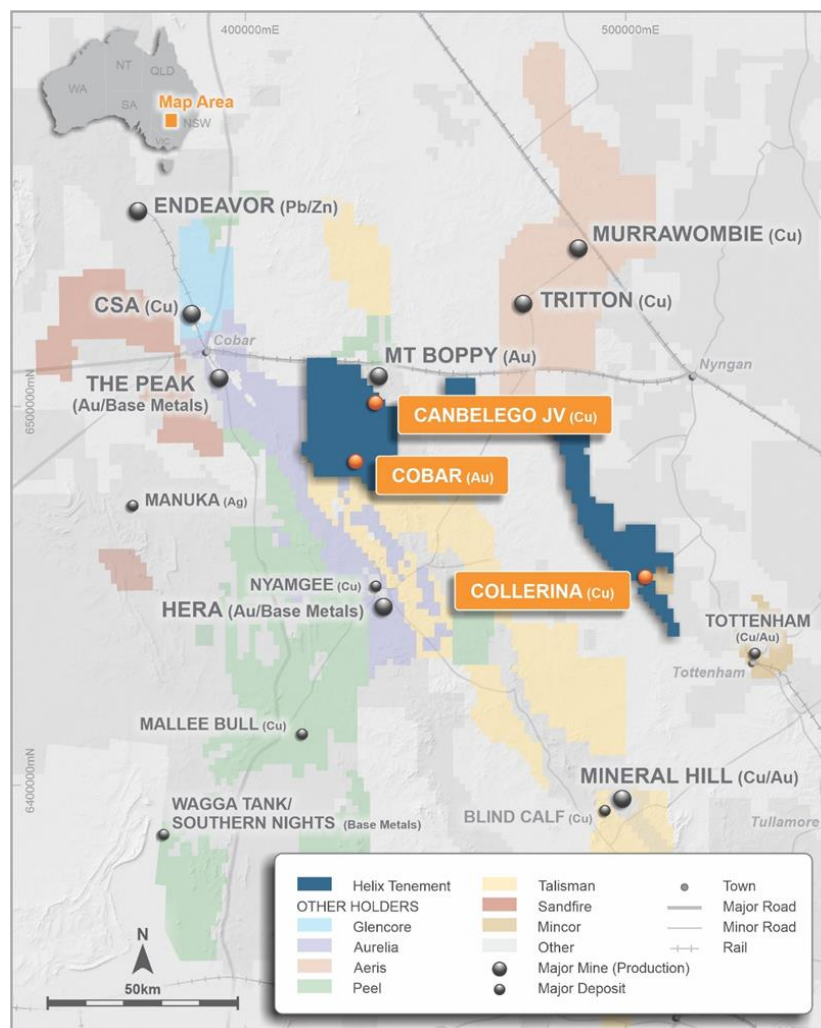 400000mE
500000mE
NT
QLD
WA
SA
Map Area
NSW
VIC
ENDEAVOR (Pb/Zn)
MURRAWOMBIE (Cu)
CSA (Cu)
TRITTON (Cu)
Cobar
MT BOPPY (Au)
Nyngan
THE PEAK
(Au/Base Metals)
6500000mN
CANBELEGO JV (Cu)
COBAR (Au)
MANUKA (Ag)
NYAMGEE (Cu)
COLLERINA (Cu)
HERA (Au/Base Metals)
TOTTENHAM
(Cu/Au)
Tottenham
MALLEE BULL (Cu)
6400000mN
MINERAL HILL (Cu/Au)
WAGGA TANK/
SOUTHERN NIGHTS (Base Metals)
BLIND CALF (Cu)
Tullamore
N
50km
Helix Tenement
OTHER HOLDERS
Glencore
Aurelia
Aeris
Peel
Talisman
Sandfire
Mincor
Other
Major Mine (Production)
Major Deposit
Town
Major Road
Minor Road
Rail